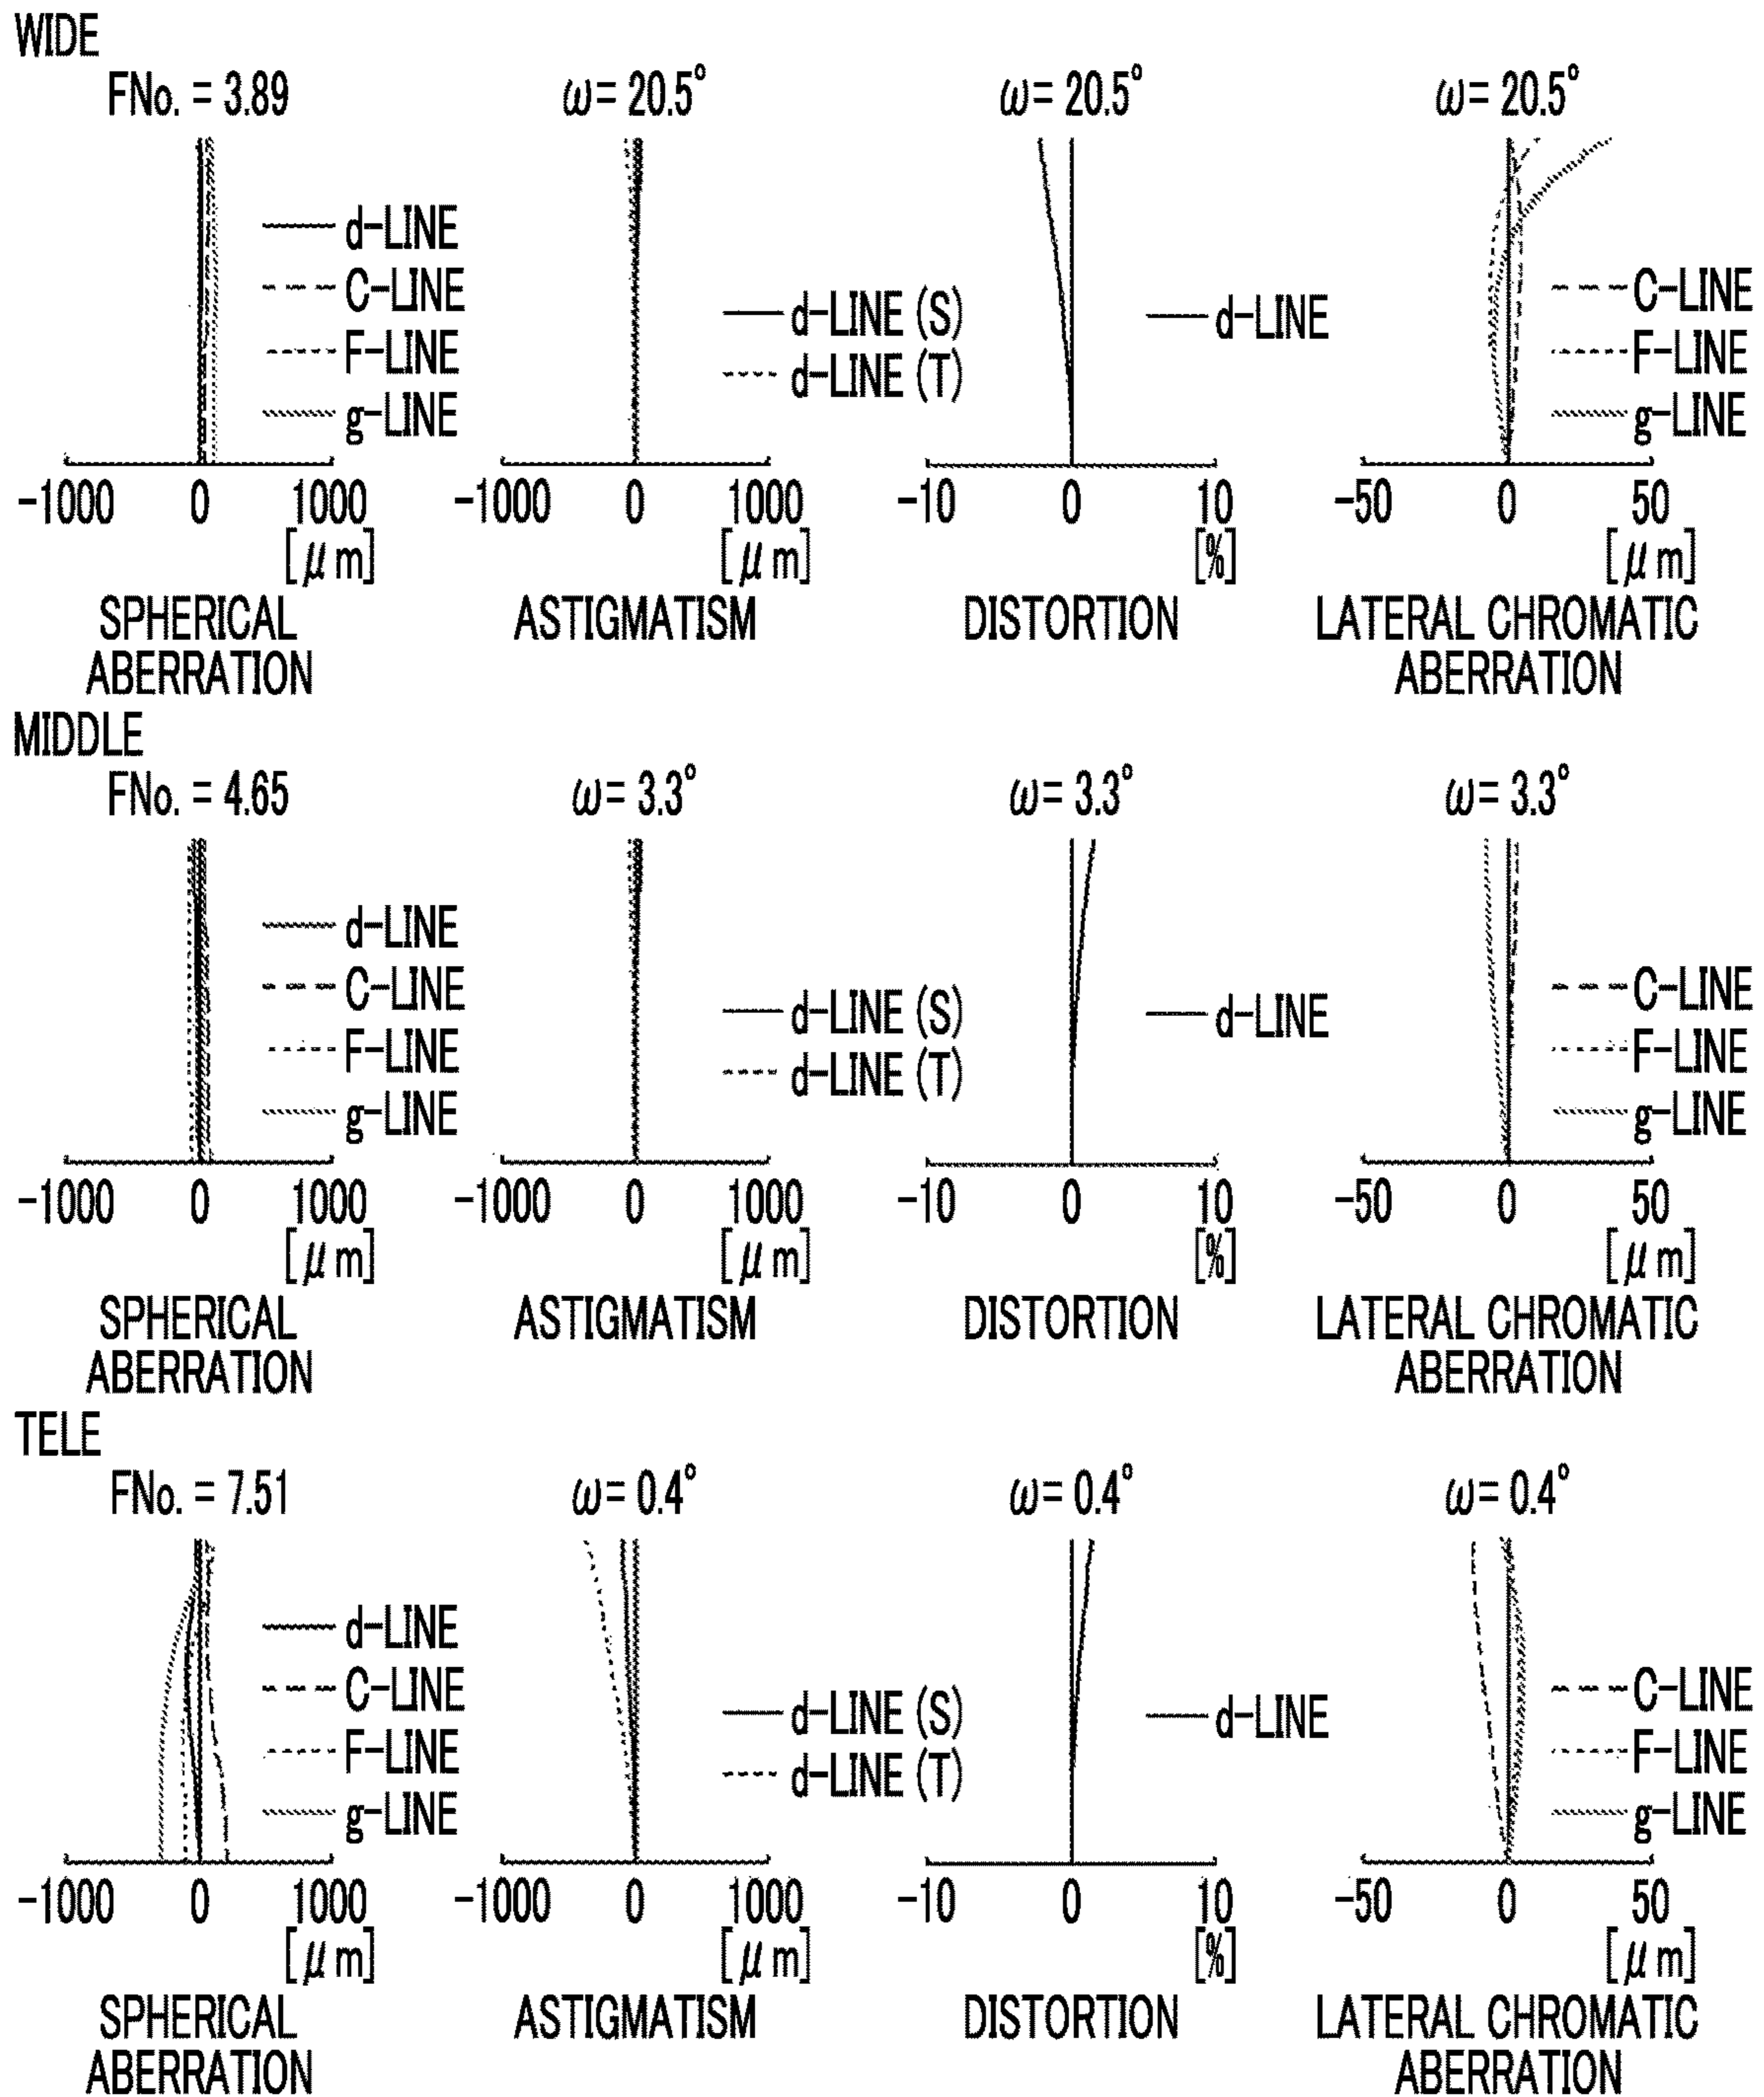 WIDE
FNo. = 3.89
d-LINE
C-LINE
F-LINE
g-LINE
-1000 0 1000
[μm]
SPHERICAL
ABERRATION
ω= 20.5°
d-LINE (S)
d-LINE (T)
-1000 0 1000
[μm]
ASTIGMATISM
ω= 20.5°
d-LINE
-10 0 10
[%]
DISTORTION
ω= 20.5°
C-LINE
F-LINE
g-LINE
-50 0 50
[μm]
LATERAL CHROMATIC
ABERRATION
MIDDLE
FNo. = 4.65
d-LINE
C-LINE
F-LINE
g-LINE
-1000 0 1000
[μm]
SPHERICAL
ABERRATION
ω= 3.3°
d-LINE (S)
d-LINE (T)
-1000 0 1000
[μm]
ASTIGMATISM
ω= 3.3°
d-LINE
-10 0 10
[%]
DISTORTION
ω= 3.3°
C-LINE
F-LINE
g-LINE
-50 0 50
[μm]
LATERAL CHROMATIC
ABERRATION
TELE
FNo. = 7.51
d-LINE
C-LINE
F-LINE
g-LINE
-1000 0 1000
[μm]
SPHERICAL
ABERRATION
ω= 0.4°
d-LINE (S)
d-LINE (T)
-1000 0 1000
[μm]
ASTIGMATISM
ω= 0.4°
d-LINE
-10 0 10
[%]
DISTORTION
ω= 0.4°
C-LINE
F-LINE
g-LINE
-50 0 50
[μm]
LATERAL CHROMATIC
ABERRATION